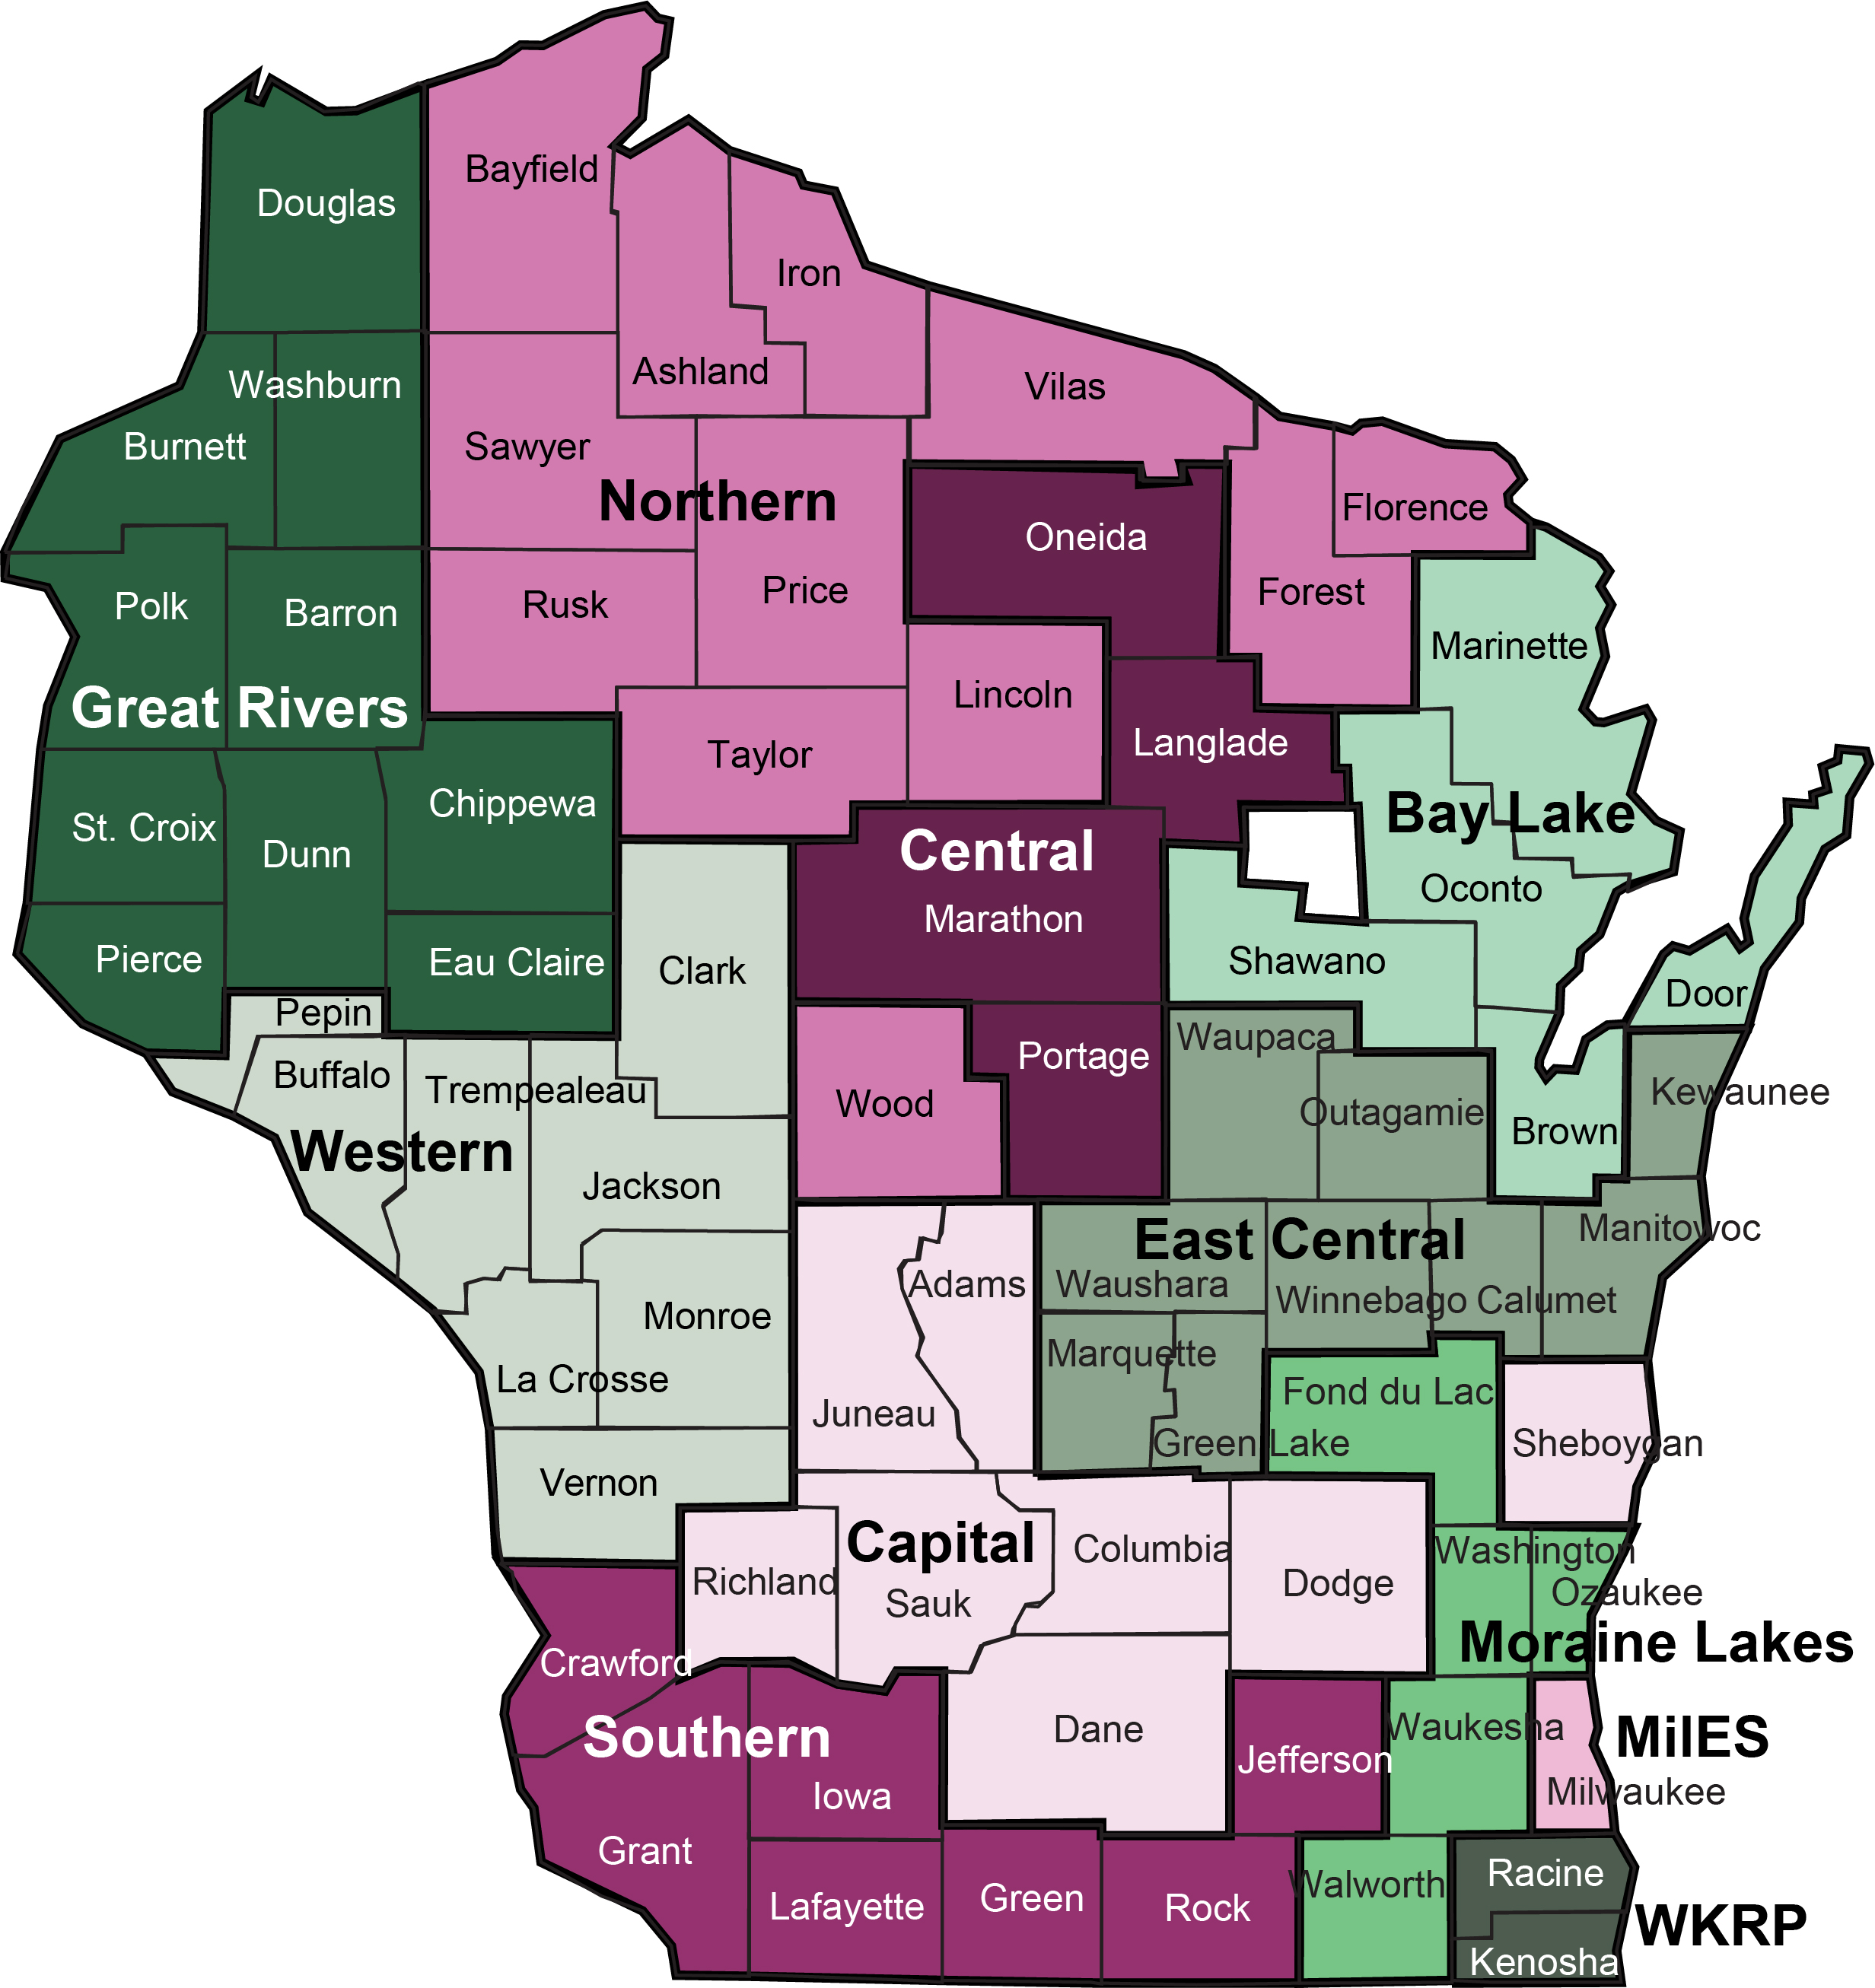 Bayfield
Douglas
Iron
Ashland
Washburn
Vilas
Burnett
Sawyer
Northern
Florence
Oneida
Polk
Barron
Rusk
Price
Forest
Marinette
Great Rivers
Lincoln
Langlade
Taylor
Chippewa
Bay Lake
St. Croix
Dunn
Central
Oconto
Marathon
Pierce
Eau Claire
Clark
Shawano
Door
Pepin
Waupaca
Portage
Buffalo
Trempealeau
Kewaunee
Wood
Outagamie
Brown
Western
Jackson
Manitowoc
East Central
Adams
Waushara
Winnebago
Calumet
Monroe
Marquette
La Crosse
Fond du Lac
Juneau
Green Lake
Sheboygan
Vernon
Capital
Columbia
Washington
Richland
Sauk
Dodge
Ozaukee
Moraine Lakes
Crawford
Southern
Dane
Waukesha
MilES
Jefferson
Iowa
Milwaukee
Grant
Racine
Walworth
Lafayette
Green
Rock
WKRP
Kenosha